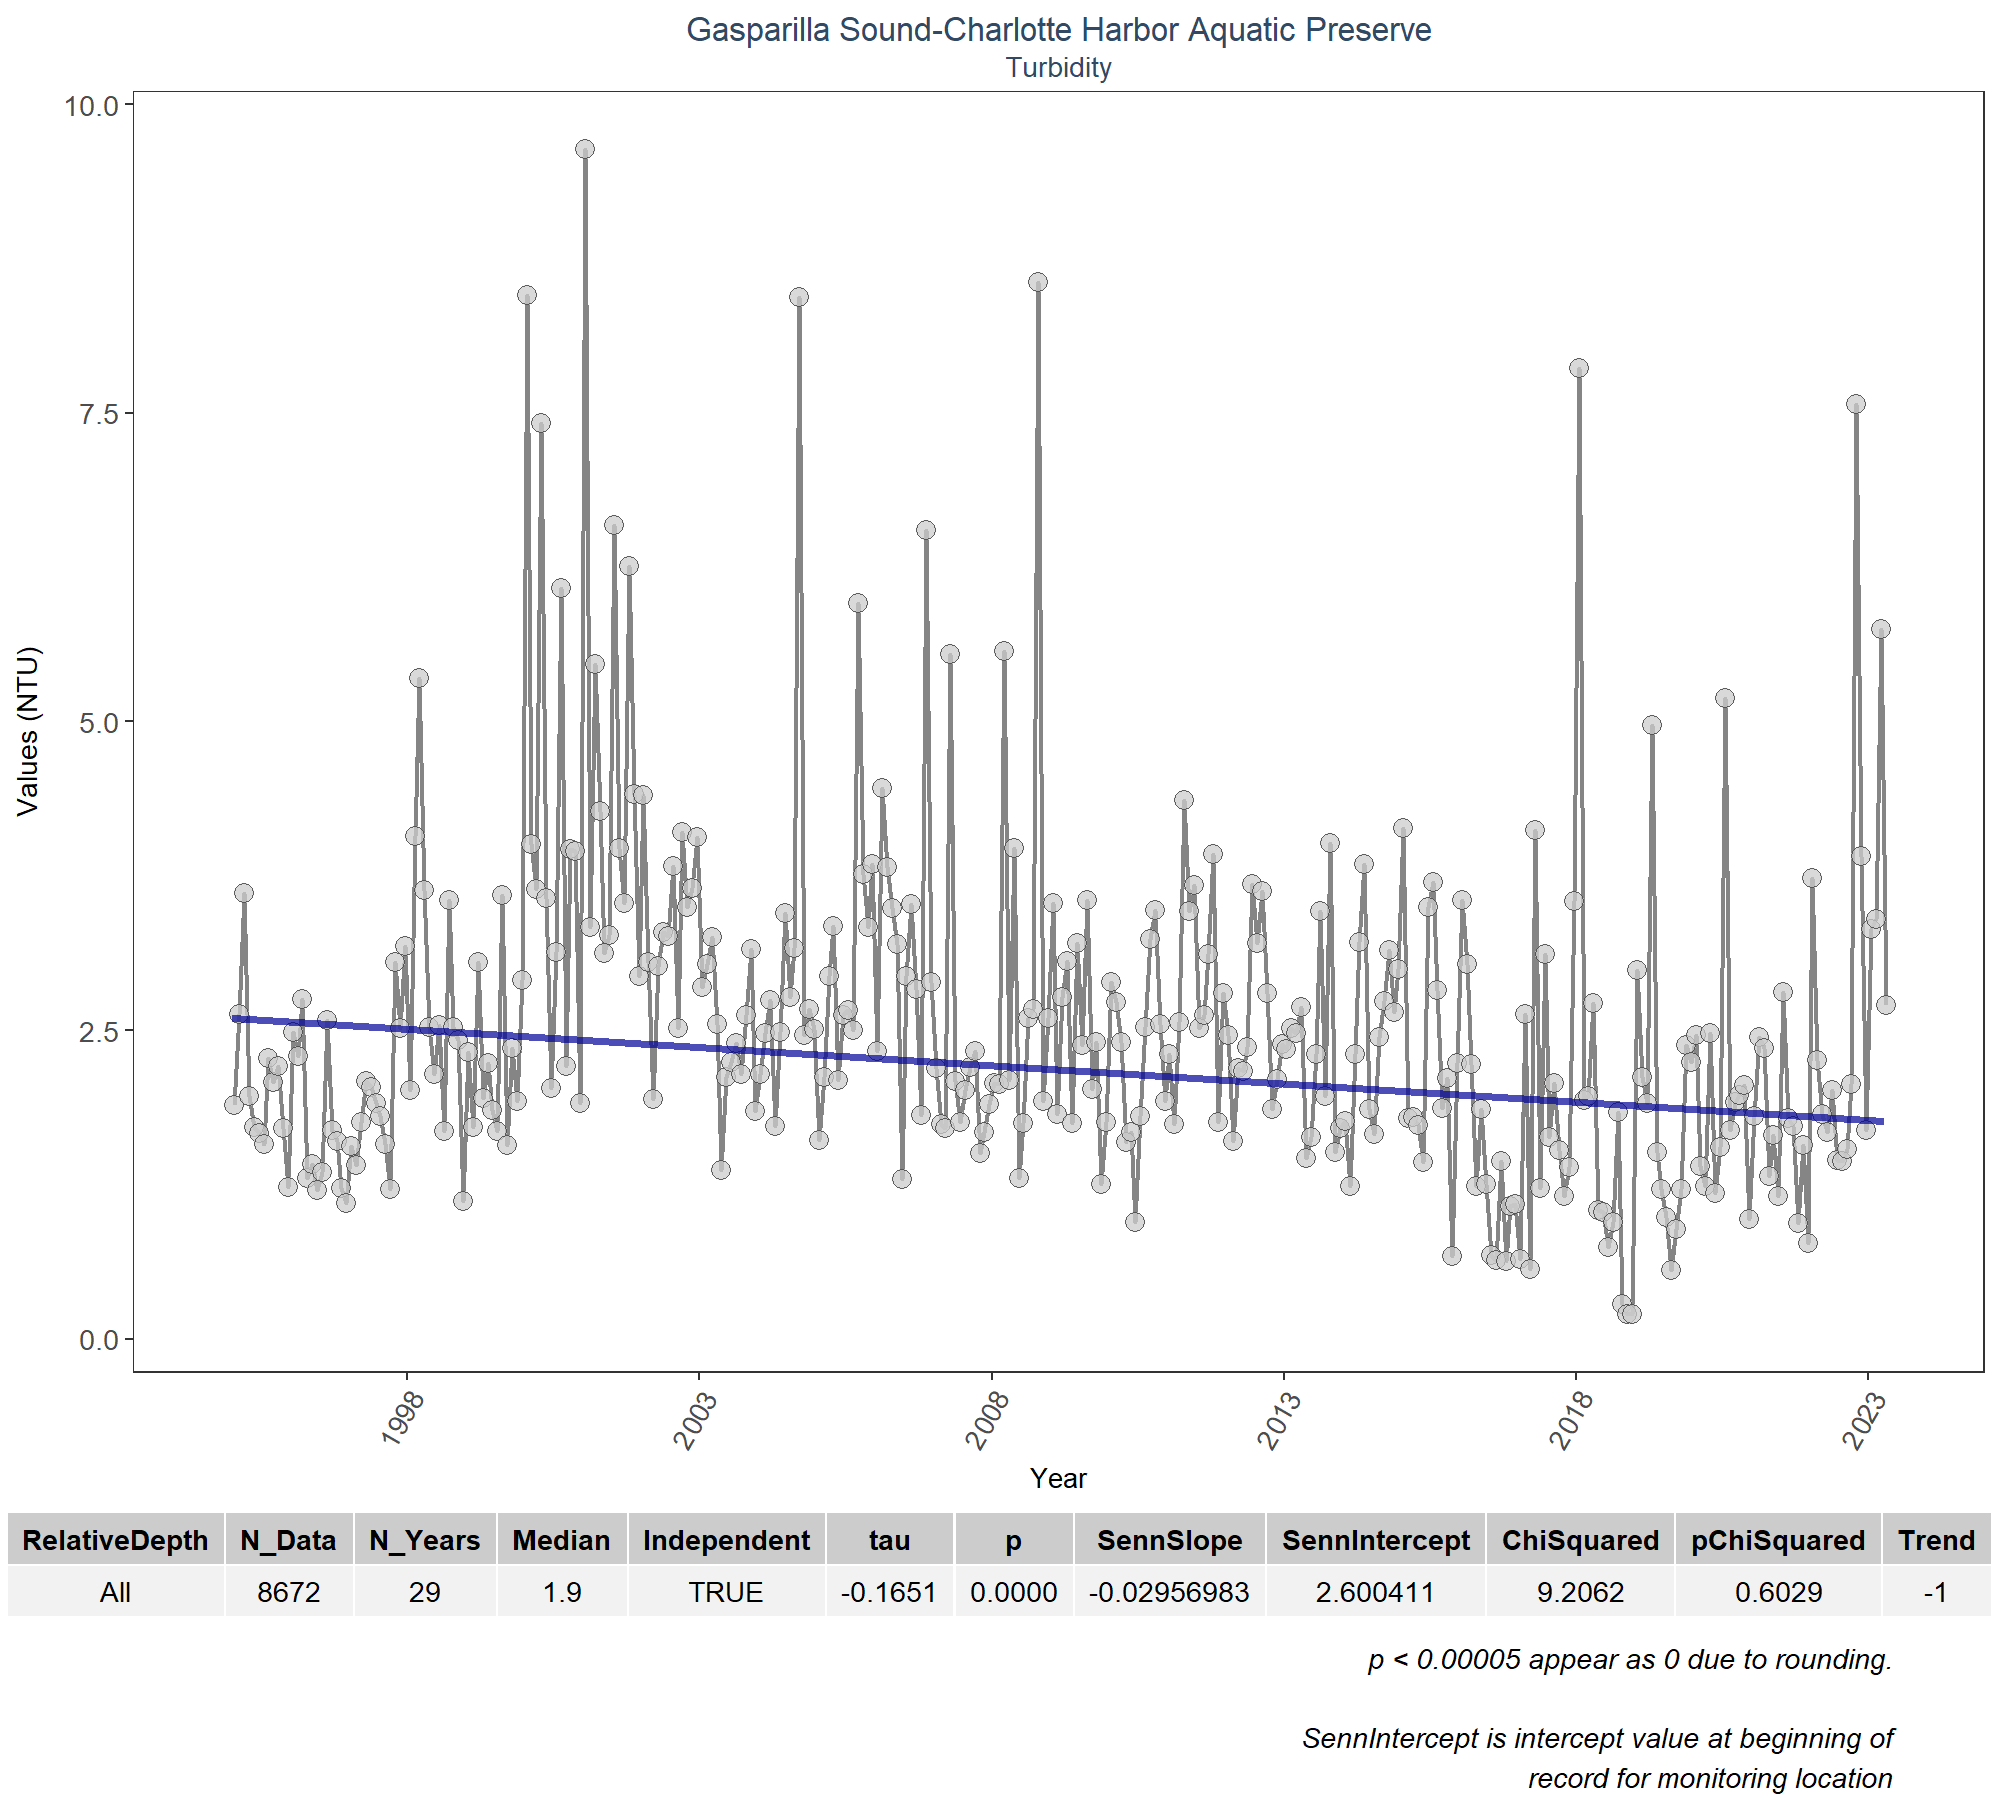 Gasparilla Sound-Charlotte Harbor Aquatic Preserve
Turbidity
Values (NTU)
10.0
7.5
5.0
2.5
0.0
1998 2003 2008 2013 2018 2023
Year
RelativeDepth N_Data N_Years Median Independent tau p SennSlope SennIntercept ChiSquared pChiSquared Trend
All 8672 29 1.9 TRUE -0.1651 0.0000 -0.02956983 2.600411 9.2062 0.6029 -1
p < 0.00005 appear as 0 due to rounding.
SennIntercept is intercept value at beginning of
record for monitoring location